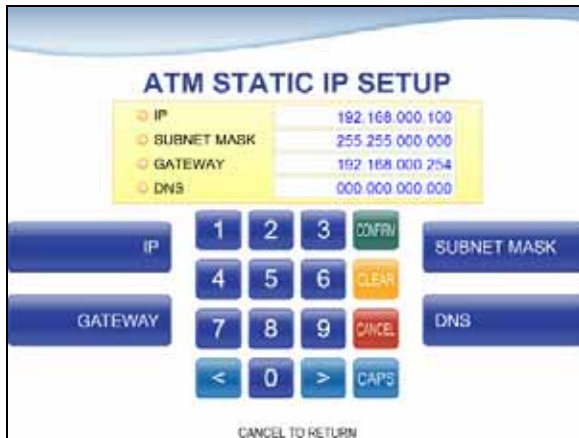 ATM STATIC IP SETUP
IP 192.168.000.100
SUBNET MASK 255.255.000.000
GATEWAY 192.168.000.254
DNS 000.000.000.000
IP
1 2 3 CONFIRM
SUBNET MASK
4 5 6 CLEAR
GATEWAY
7 8 9 CANCEL
DNS
< 0 > CAPS
CANCEL TO RETURN